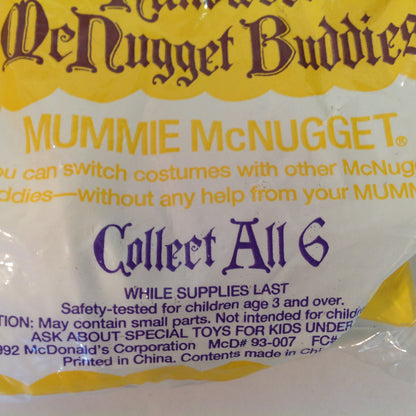 McNugget Buddies
MUMMIE McNUGGET®
can switch costumes with other
without any help from your
Collect All 6
WHILE SUPPLIES LAST
Safety-tested for children age 3 and over.
May contain small parts. Not intended for
ASK ABOUT SPECIAL TOYS FOR KIDS UNDER
McDonald's Corporation McD# 93-007 FC#
Printed in China. Contents made in